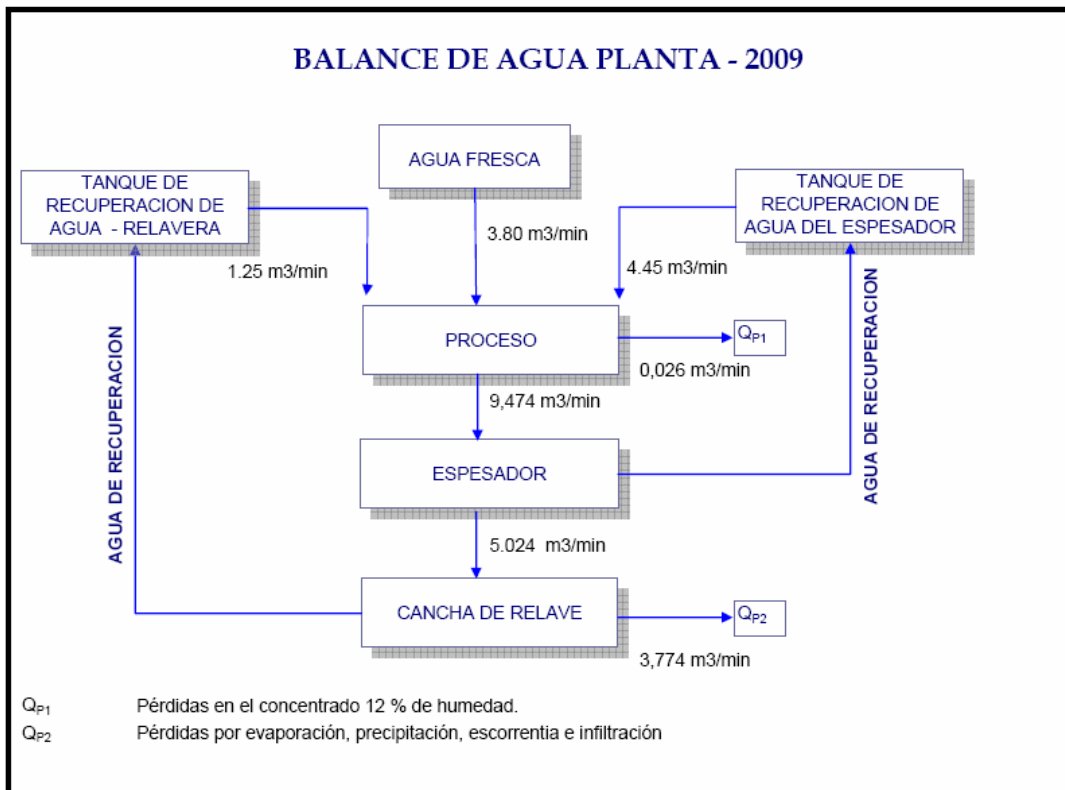 BALANCE DE AGUA PLANTA - 2009
AGUA FRESCA
TANQUE DE
RECUPERACION DE
AGUA - RELAVERA
TANQUE DE
RECUPERACION DE
AGUA DEL ESPESADOR
3.80 m3/min
1.25 m3/min
4.45 m3/min
PROCESO
QP1
0,026 m3/min
9,474 m3/min
AGUA DE RECUPERACION
AGUA DE RECUPERACION
ESPESADOR
5.024 m3/min
CANCHA DE RELAVE
QP2
3,774 m3/min
QP1 Pérdidas en el concentrado 12 % de humedad.
QP2 Pérdidas por evaporación, precipitación, escorrentia e infiltración